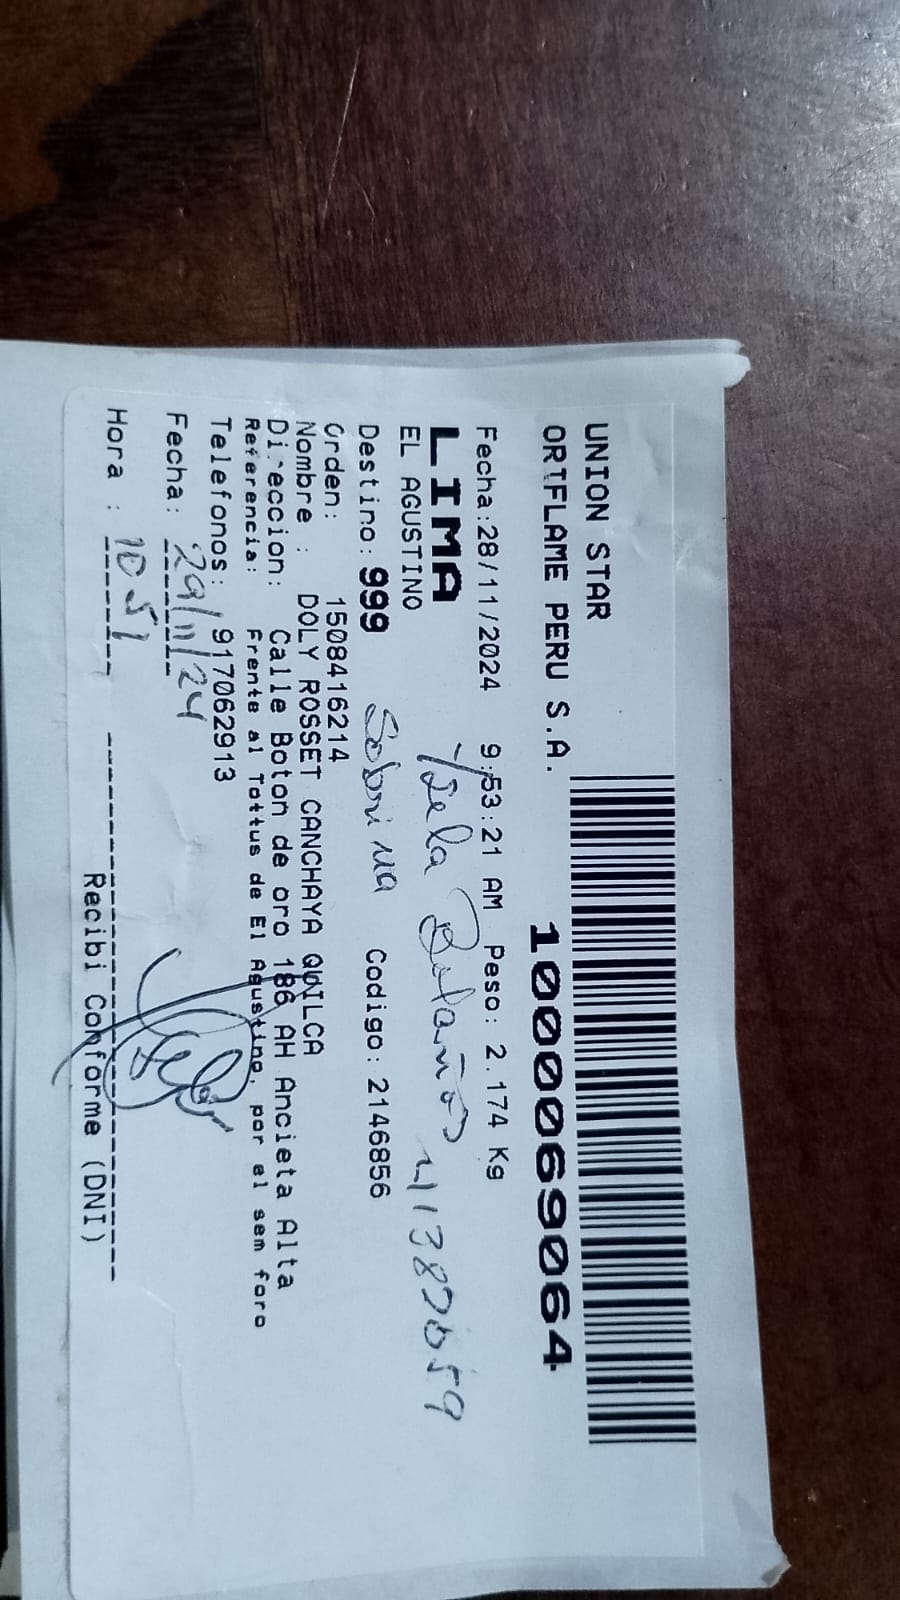 UNION STAR
ORIFLAME PERU S.A.
10000690644
Fecha:28/11/2024 9:53:21 AM Peso: 2.174 Kg
LIMA
EL AGUSTINO
Destino: 999 Sobrina Codigo: 2146856
Orden: 1508416214
Nombre : DOLY ROSSET CANCHAYA QUILCA
Direccion: Calle Boton de oro 186 AH Ancieta Alta
Referencia: Frente al Tottus de El Agustino, por el sem foro
Telefonos: 917062913
Fecha: 29/11/24
Hora : 10 51
Recibi Conforme (DNI)